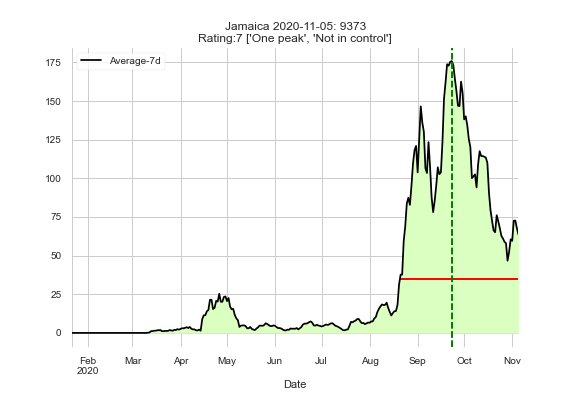 Jamaica 2020-11-05: 9373
Rating:7 ['One peak', 'Not in control']
Average-7d
175
150
125
100
75
50
25
0
Feb Mar Apr May Jun Jul Aug Sep Oct Nov
2020
Date